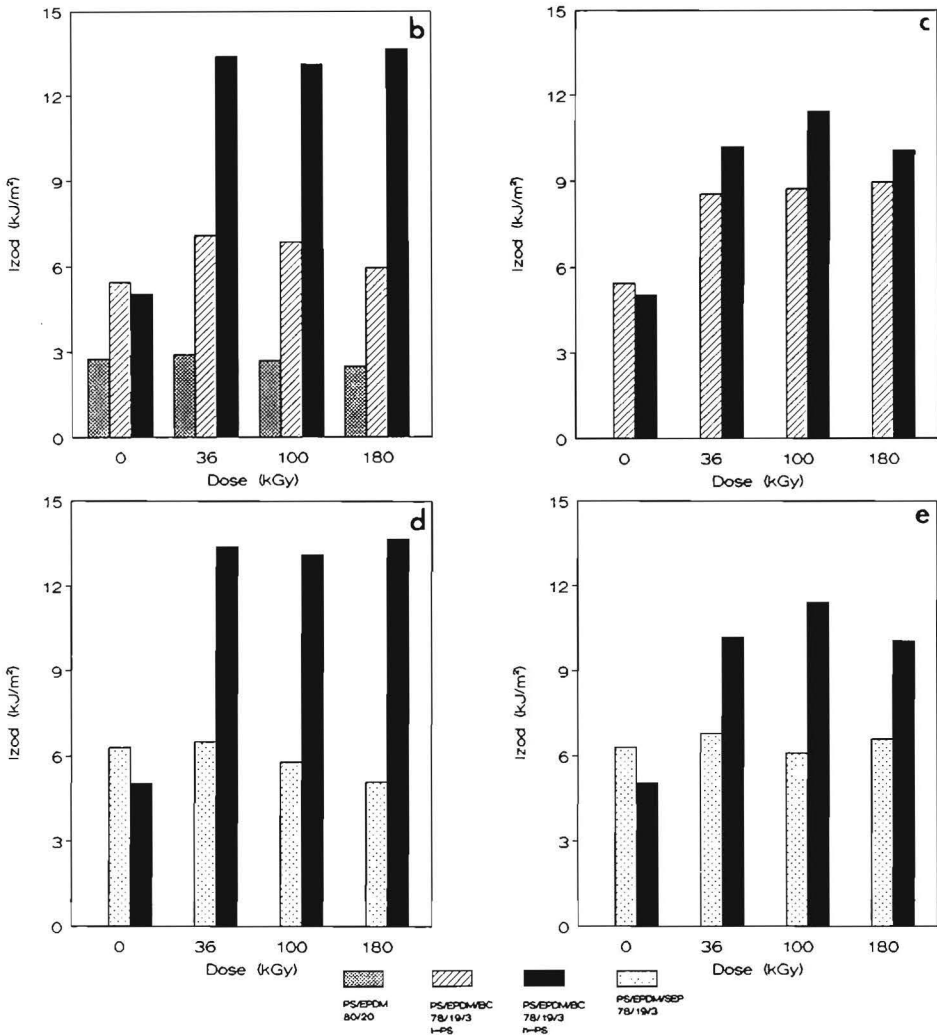 b
15
12
9
6
3
0
Izod (kJ/m²)
0 36 100 180
Dose (kGy)
c
15
12
9
6
3
0
Izod (kJ/m²)
0 36 100 180
Dose (kGy)
d
15
12
9
6
3
0
Izod (kJ/m²)
0 36 100 180
Dose (kGy)
e
15
12
9
6
3
0
Izod (kJ/m²)
0 36 100 180
Dose (kGy)
PS/EPDM
80/20
PS/EPDM/BC
78/19/3
l-PS
PS/EPDM/BC
78/19/3
h-PS
PS/EPDM/SEP
78/19/3